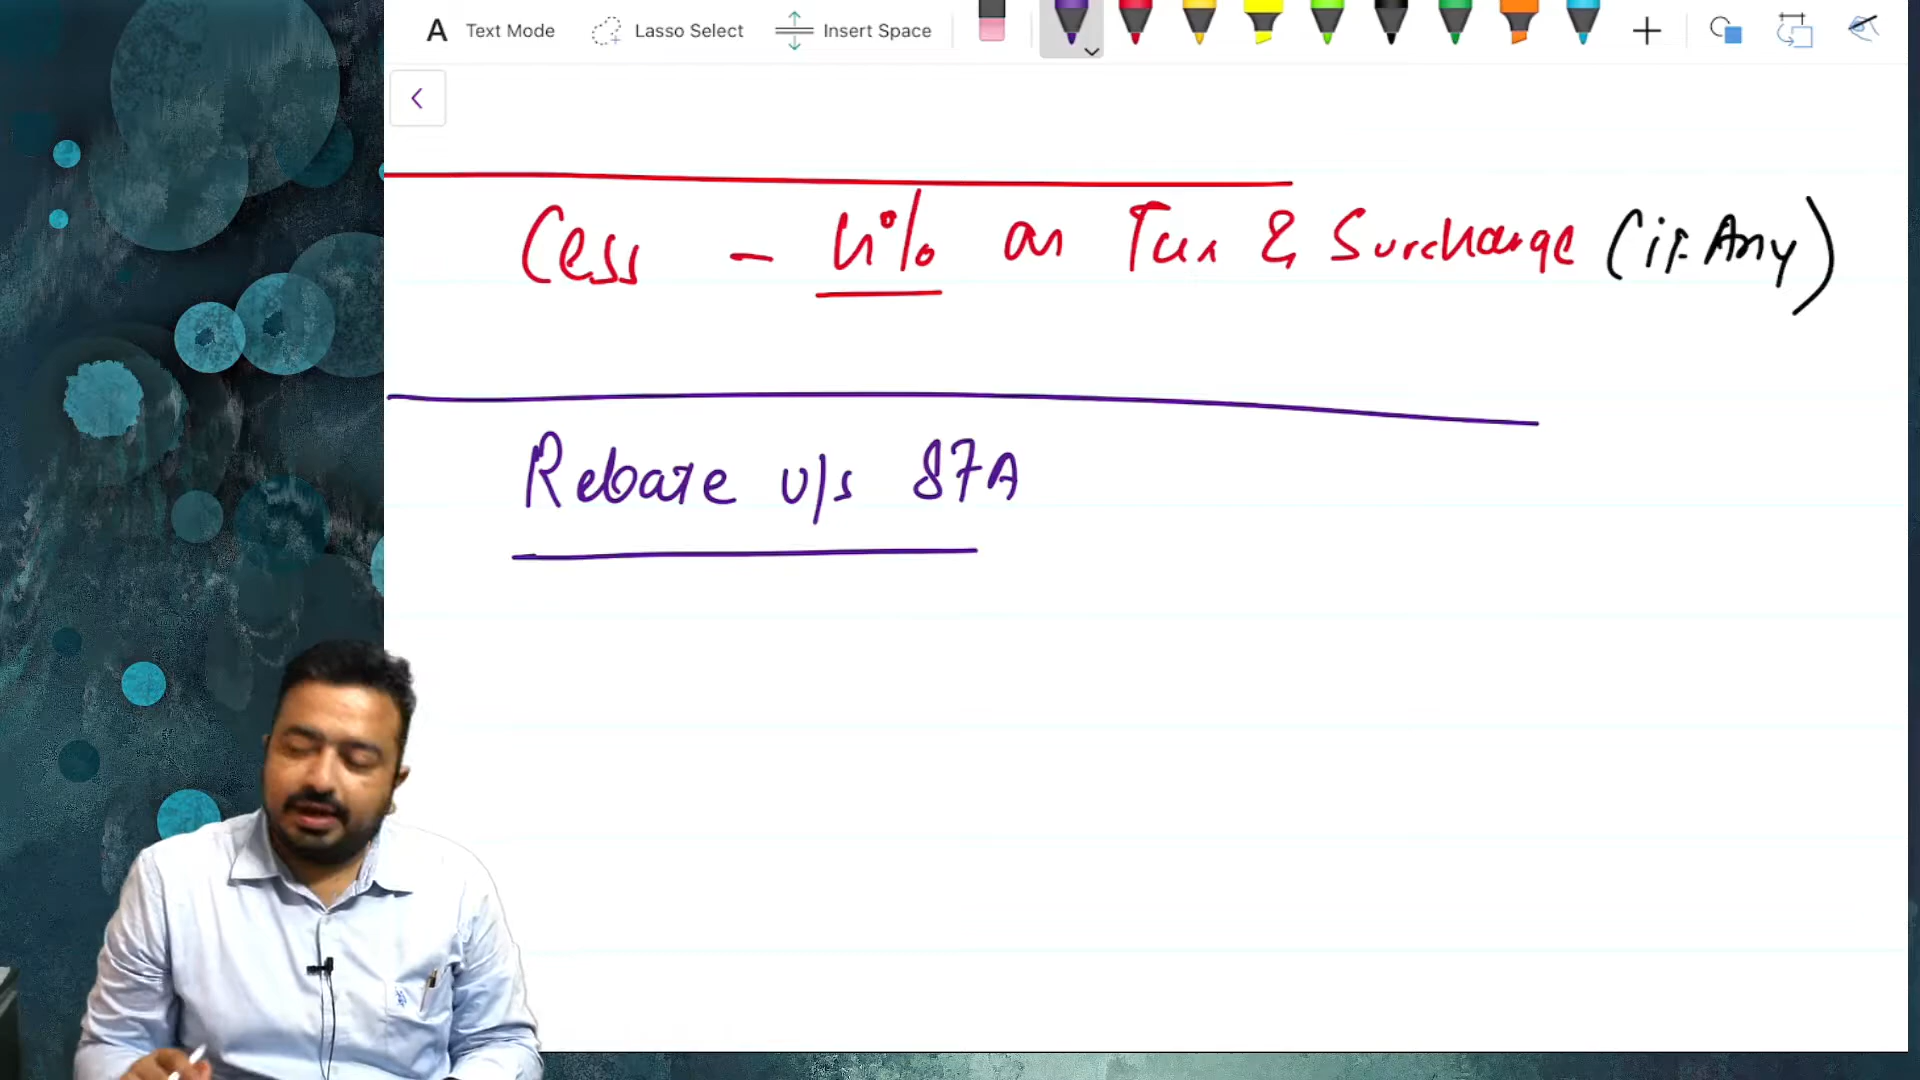 A Text Mode Lasso Select Insert Space
Cess - 4% on Tax & Surcharge (if Any)
Rebate u/s 87A